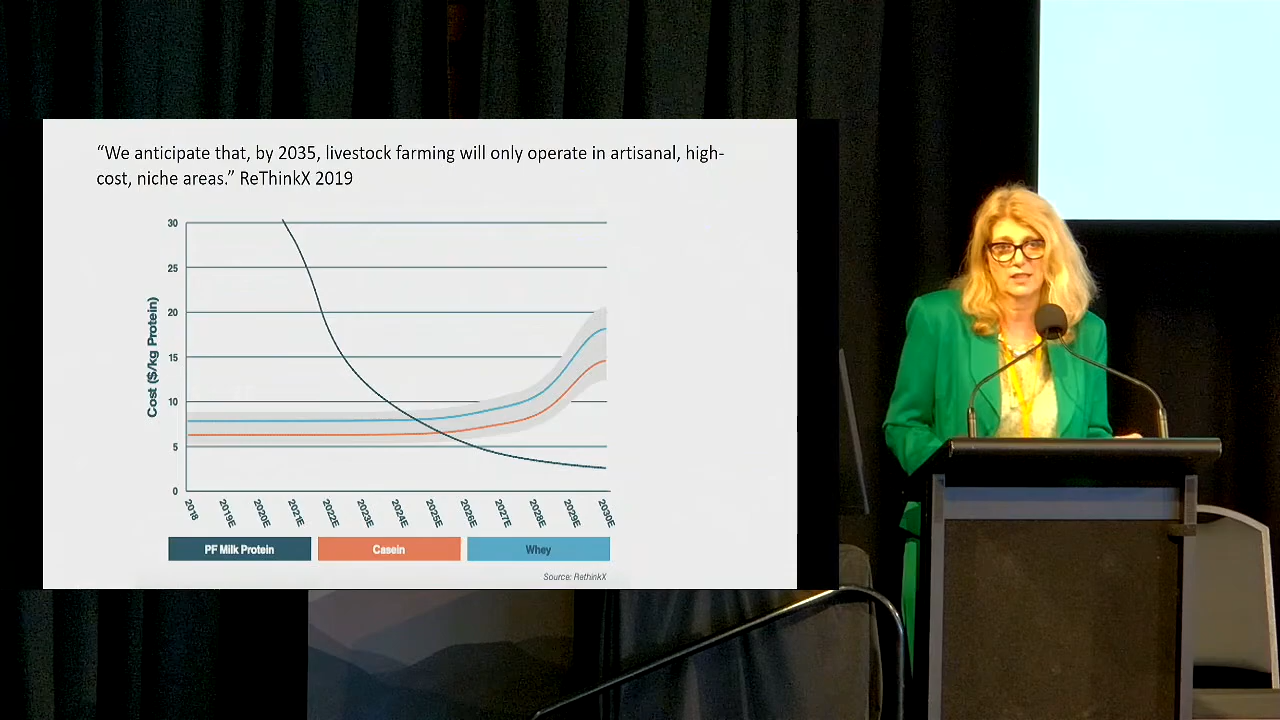 “We anticipate that, by 2035, livestock farming will only operate in artisanal, high-
cost, niche areas.” ReThinkX 2019
30
25
20
15
10
5
0
Cost ($/kg Protein)
2018
2019E
2020E
2021E
2022E
2023E
2024E
2025E
2026E
2027E
2028E
2029E
2030E
PF Milk Protein
Casein
Whey
Source: RethinkX